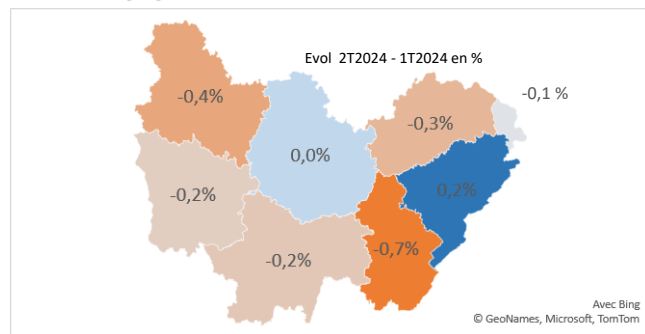 Evol 2T2024 - 1T2024 en %
-0,4%
-0,1 %
-0,3%
0,0%
0,2%
-0,2%
-0,7%
-0,2%
Avec Bing
© GeoNames, Microsoft, TomTom